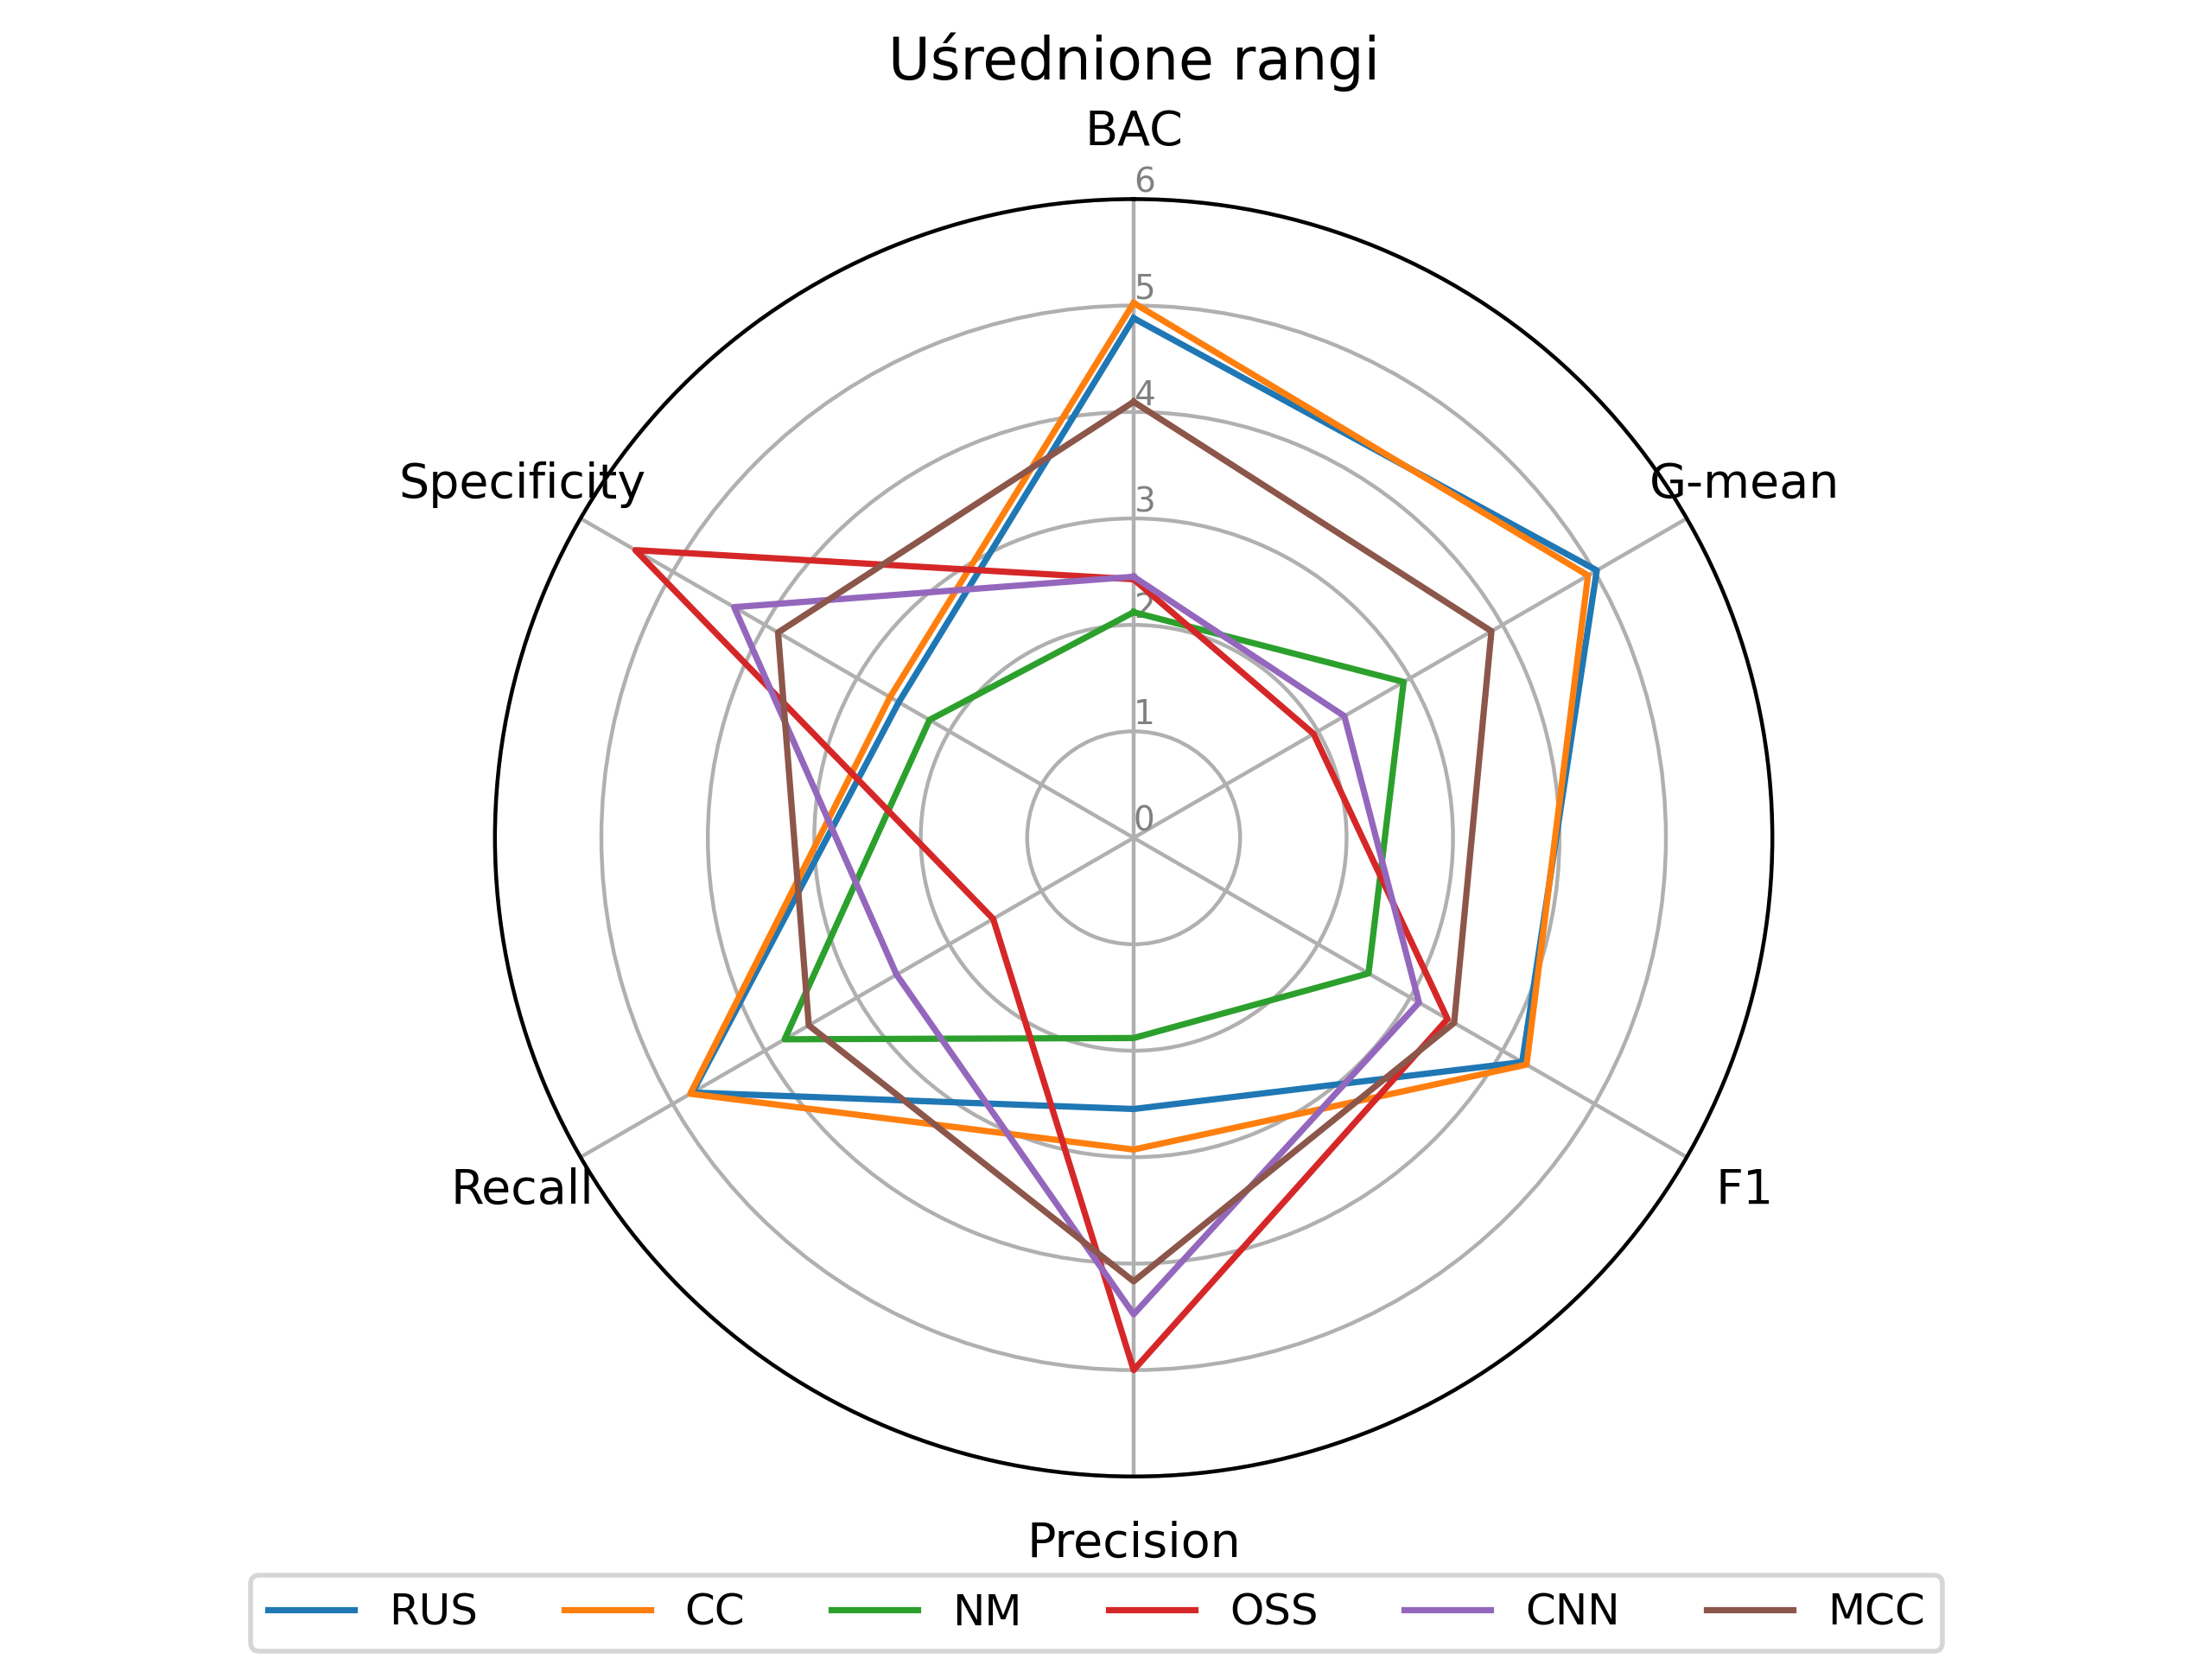 Uśrednione rangi
BAC
6
5
Specificity
G-mean
4
3
2
1
0
Recall
F1
Precision
RUS CC NM OSS CNN MCC